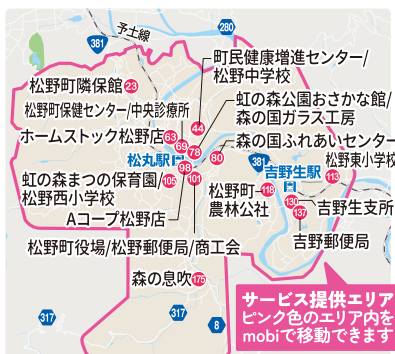 予土線
280
381
町民健康増進センター/
松野中学校
松野町隣保館
23
虹の森公園おさかな館/
森の国ガラス工房
松野町保健センター/中央診療所
44
ホームストック松野店
63
69
78
森の国ふれあいセンター
80
松丸駅
98
381
吉野生駅
松野東小学校
113
虹の森まつの保育園/
松野西小学校
105
101
松野町
農林公社
118
130
吉野生支所
137
Aコープ松野店
吉野郵便局
松野町役場/松野郵便局/商工会
森の息吹
175
サービス提供エリア
ピンク色のエリア内を
mobiで移動できます
317
317
8